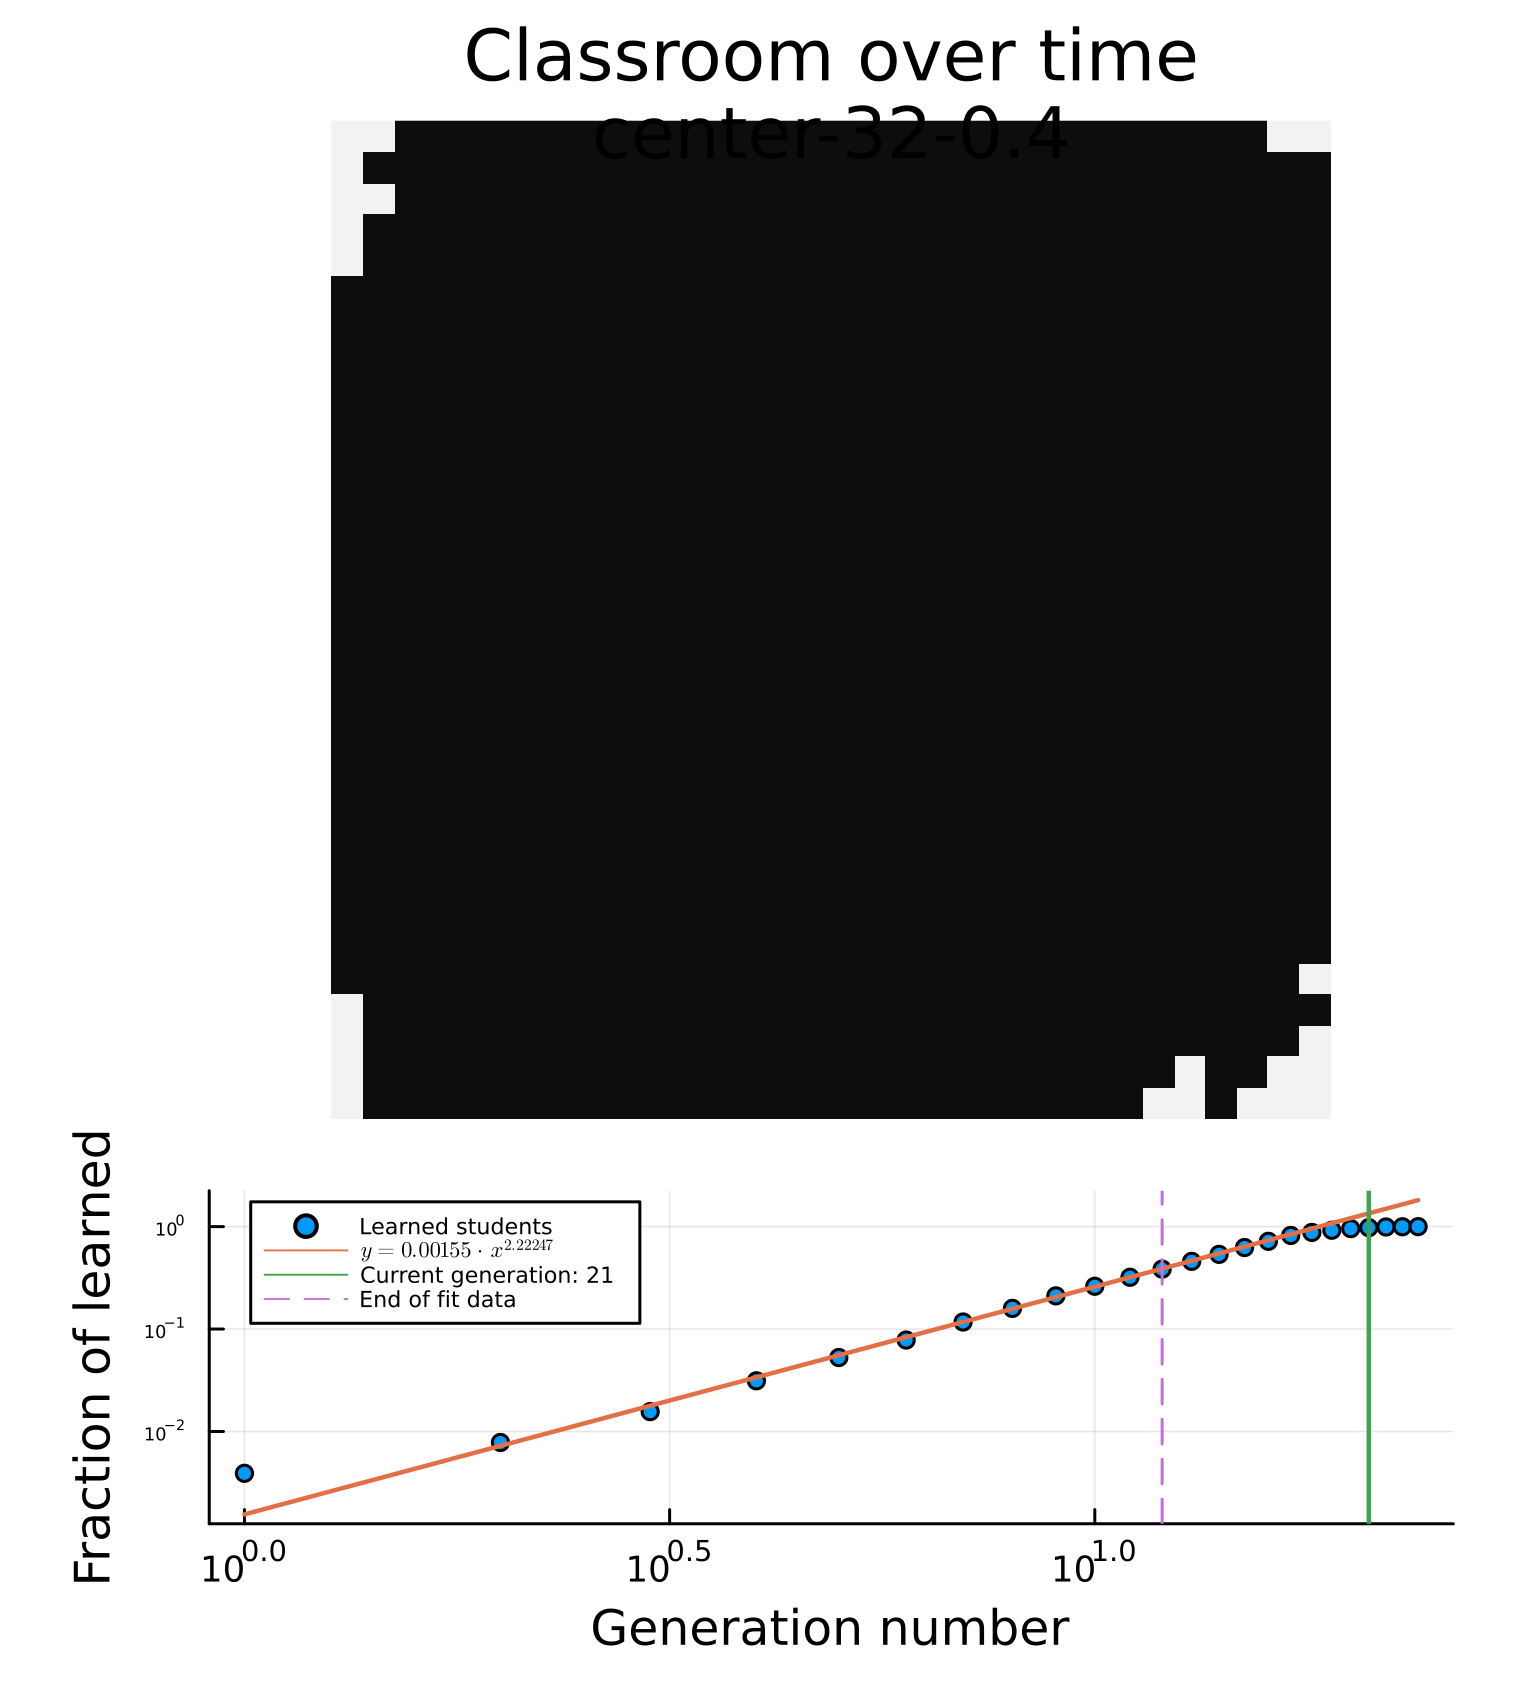 Classroom over time
center-32-0.4
Fraction of learned
10⁰
10⁻¹
10⁻²
Learned students
y = 0.00155 · x^2.22247
Current generation: 21
End of fit data
10^0.0
10^0.5
10^1.0
Generation number